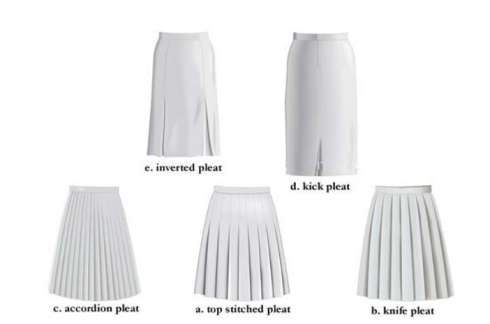 e. inverted pleat
d. kick pleat
c. accordion pleat
a. top stitched pleat
b. knife pleat